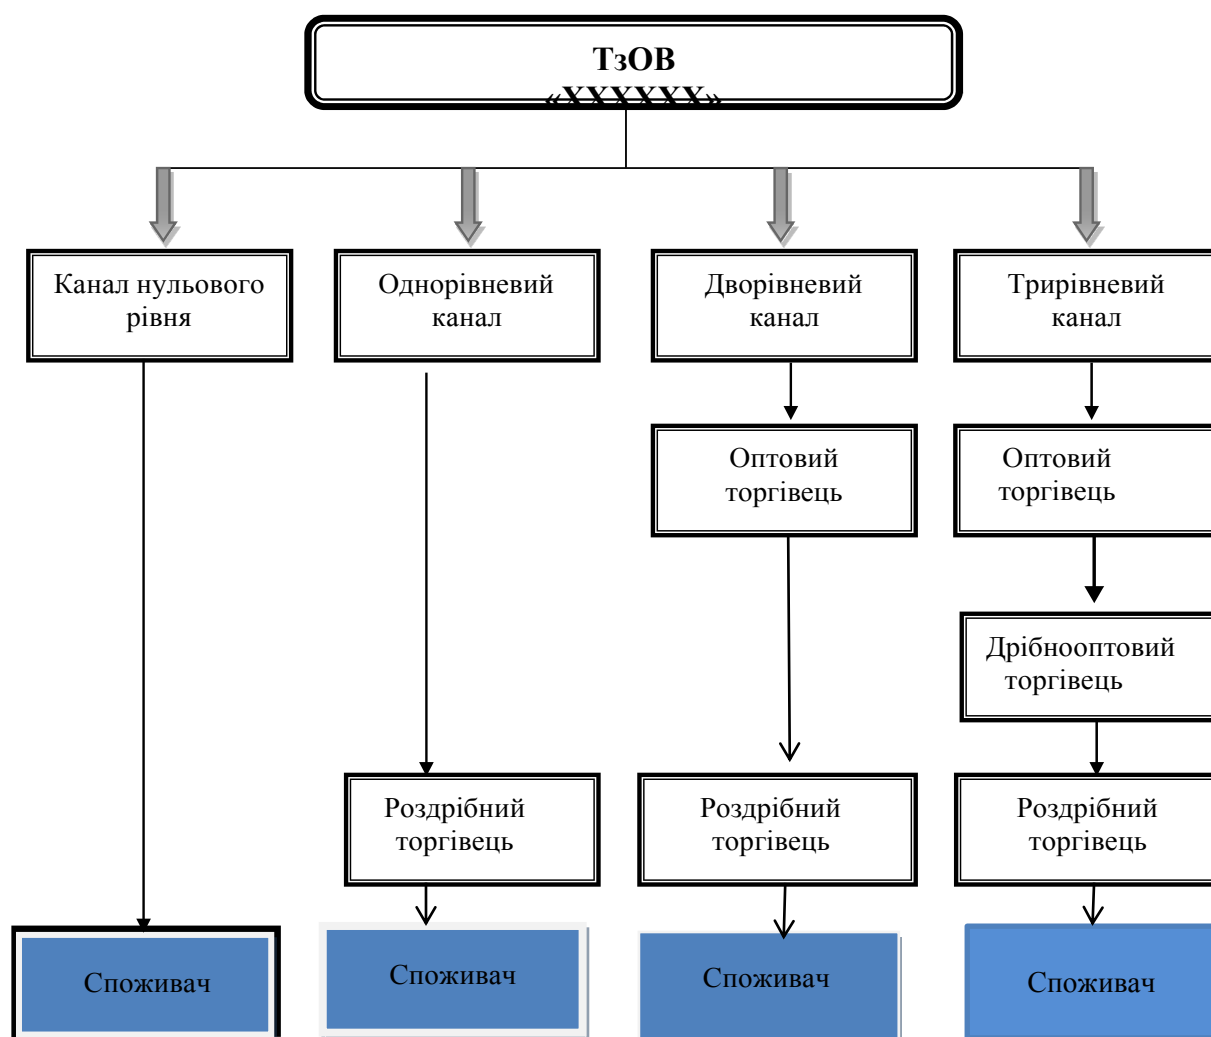 ТзОВ
«ХХХХХХ»
Канал нульового
рівня
Однорівневий
канал
Дворівневий
канал
Трирівневий
канал
Оптовий
торгівець
Оптовий
торгівець
Дрібнооптовий
торгівець
Роздрібний
торгівець
Роздрібний
торгівець
Роздрібний
торгівець
Споживач
Споживач
Споживач
Споживач